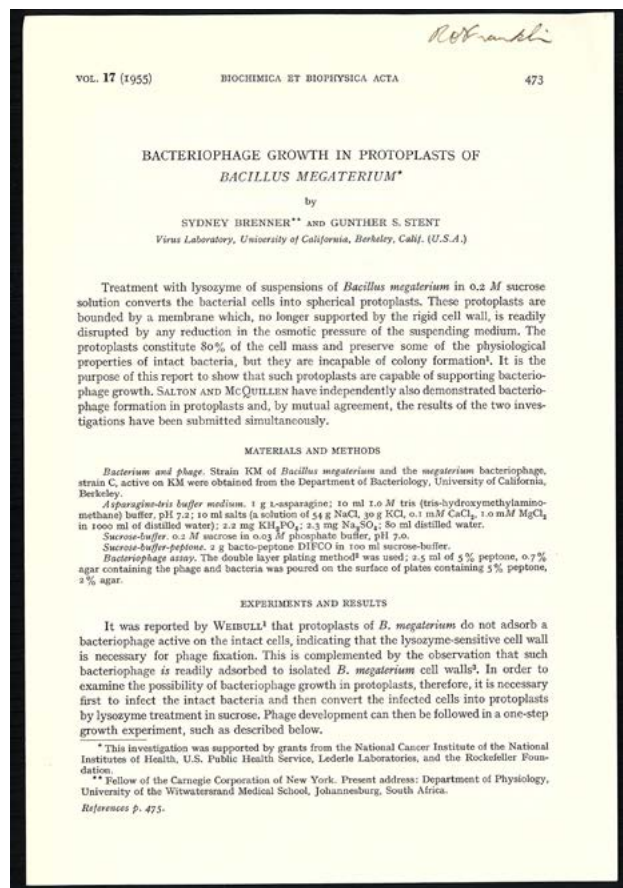 R E Franklin
VOL. 17 (1955) BIOCHIMICA ET BIOPHYSICA ACTA 473
BACTERIOPHAGE GROWTH IN PROTOPLASTS OF
BACILLUS MEGATERIUM*
by
SYDNEY BRENNER** AND GUNTHER S. STENT
Virus Laboratory, University of California, Berkeley, Calif. (U.S.A.)
Treatment with lysozyme of suspensions of Bacillus megaterium in 0.2 M sucrose
solution converts the bacterial cells into spherical protoplasts. These protoplasts are
bounded by a membrane which, no longer supported by the rigid cell wall, is readily
disrupted by any reduction in the osmotic pressure of the suspending medium. The
protoplasts constitute 80% of the cell mass and preserve some of the physiological
properties of intact bacteria, but they are incapable of colony formation¹. It is the
purpose of this report to show that such protoplasts are capable of supporting bacterio-
phage growth. SALTON AND MCQUILLEN have independently also demonstrated bacterio-
phage formation in protoplasts and, by mutual agreement, the results of the two inves-
tigations have been submitted simultaneously.
MATERIALS AND METHODS
Bacterium and phage. Strain KM of Bacillus megaterium and the megaterium bacteriophage,
strain C, active on KM were obtained from the Department of Bacteriology, University of California,
Berkeley.
Asparagine-tris buffer medium. 1 g L-asparagine; 10 ml 1.0 M tris (tris-hydroxymethylamino-
methane) buffer, pH 7.2; 10 ml salts (a solution of 54 g NaCl, 30 g KCl, 0.1 mM CaCl₂, 1.0 mM MgCl₂
in 1000 ml of distilled water); 2.2 mg KH₂PO₄; 2.3 mg Na₂SO₄; 80 ml distilled water.
Sucrose-buffer. 0.2 M sucrose in 0.03 M phosphate buffer, pH 7.0.
Sucrose-buffer-peptone. 2 g bacto-peptone DIFCO in 100 ml sucrose-buffer.
Bacteriophage assay. The double layer plating method² was used; 2.5 ml of 5% peptone, 0.7%
agar containing the phage and bacteria was poured on the surface of plates containing 5% peptone,
2% agar.
EXPERIMENTS AND RESULTS
It was reported by WEIBULL¹ that protoplasts of B. megaterium do not adsorb a
bacteriophage active on the intact cells, indicating that the lysozyme-sensitive cell wall
is necessary for phage fixation. This is complemented by the observation that such
bacteriophage is readily adsorbed to isolated B. megaterium cell walls³. In order to
examine the possibility of bacteriophage growth in protoplasts, therefore, it is necessary
first to infect the intact bacteria and then convert the infected cells into protoplasts
by lysozyme treatment in sucrose. Phage development can then be followed in a one-step
growth experiment, such as described below.
* This investigation was supported by grants from the National Cancer Institute of the National
Institutes of Health, U.S. Public Health Service, Lederle Laboratories, and the Rockefeller Foun-
dation.
** Fellow of the Carnegie Corporation of New York. Present address: Department of Physiology,
University of the Witwatersrand Medical School, Johannesburg, South Africa.
References p. 475.